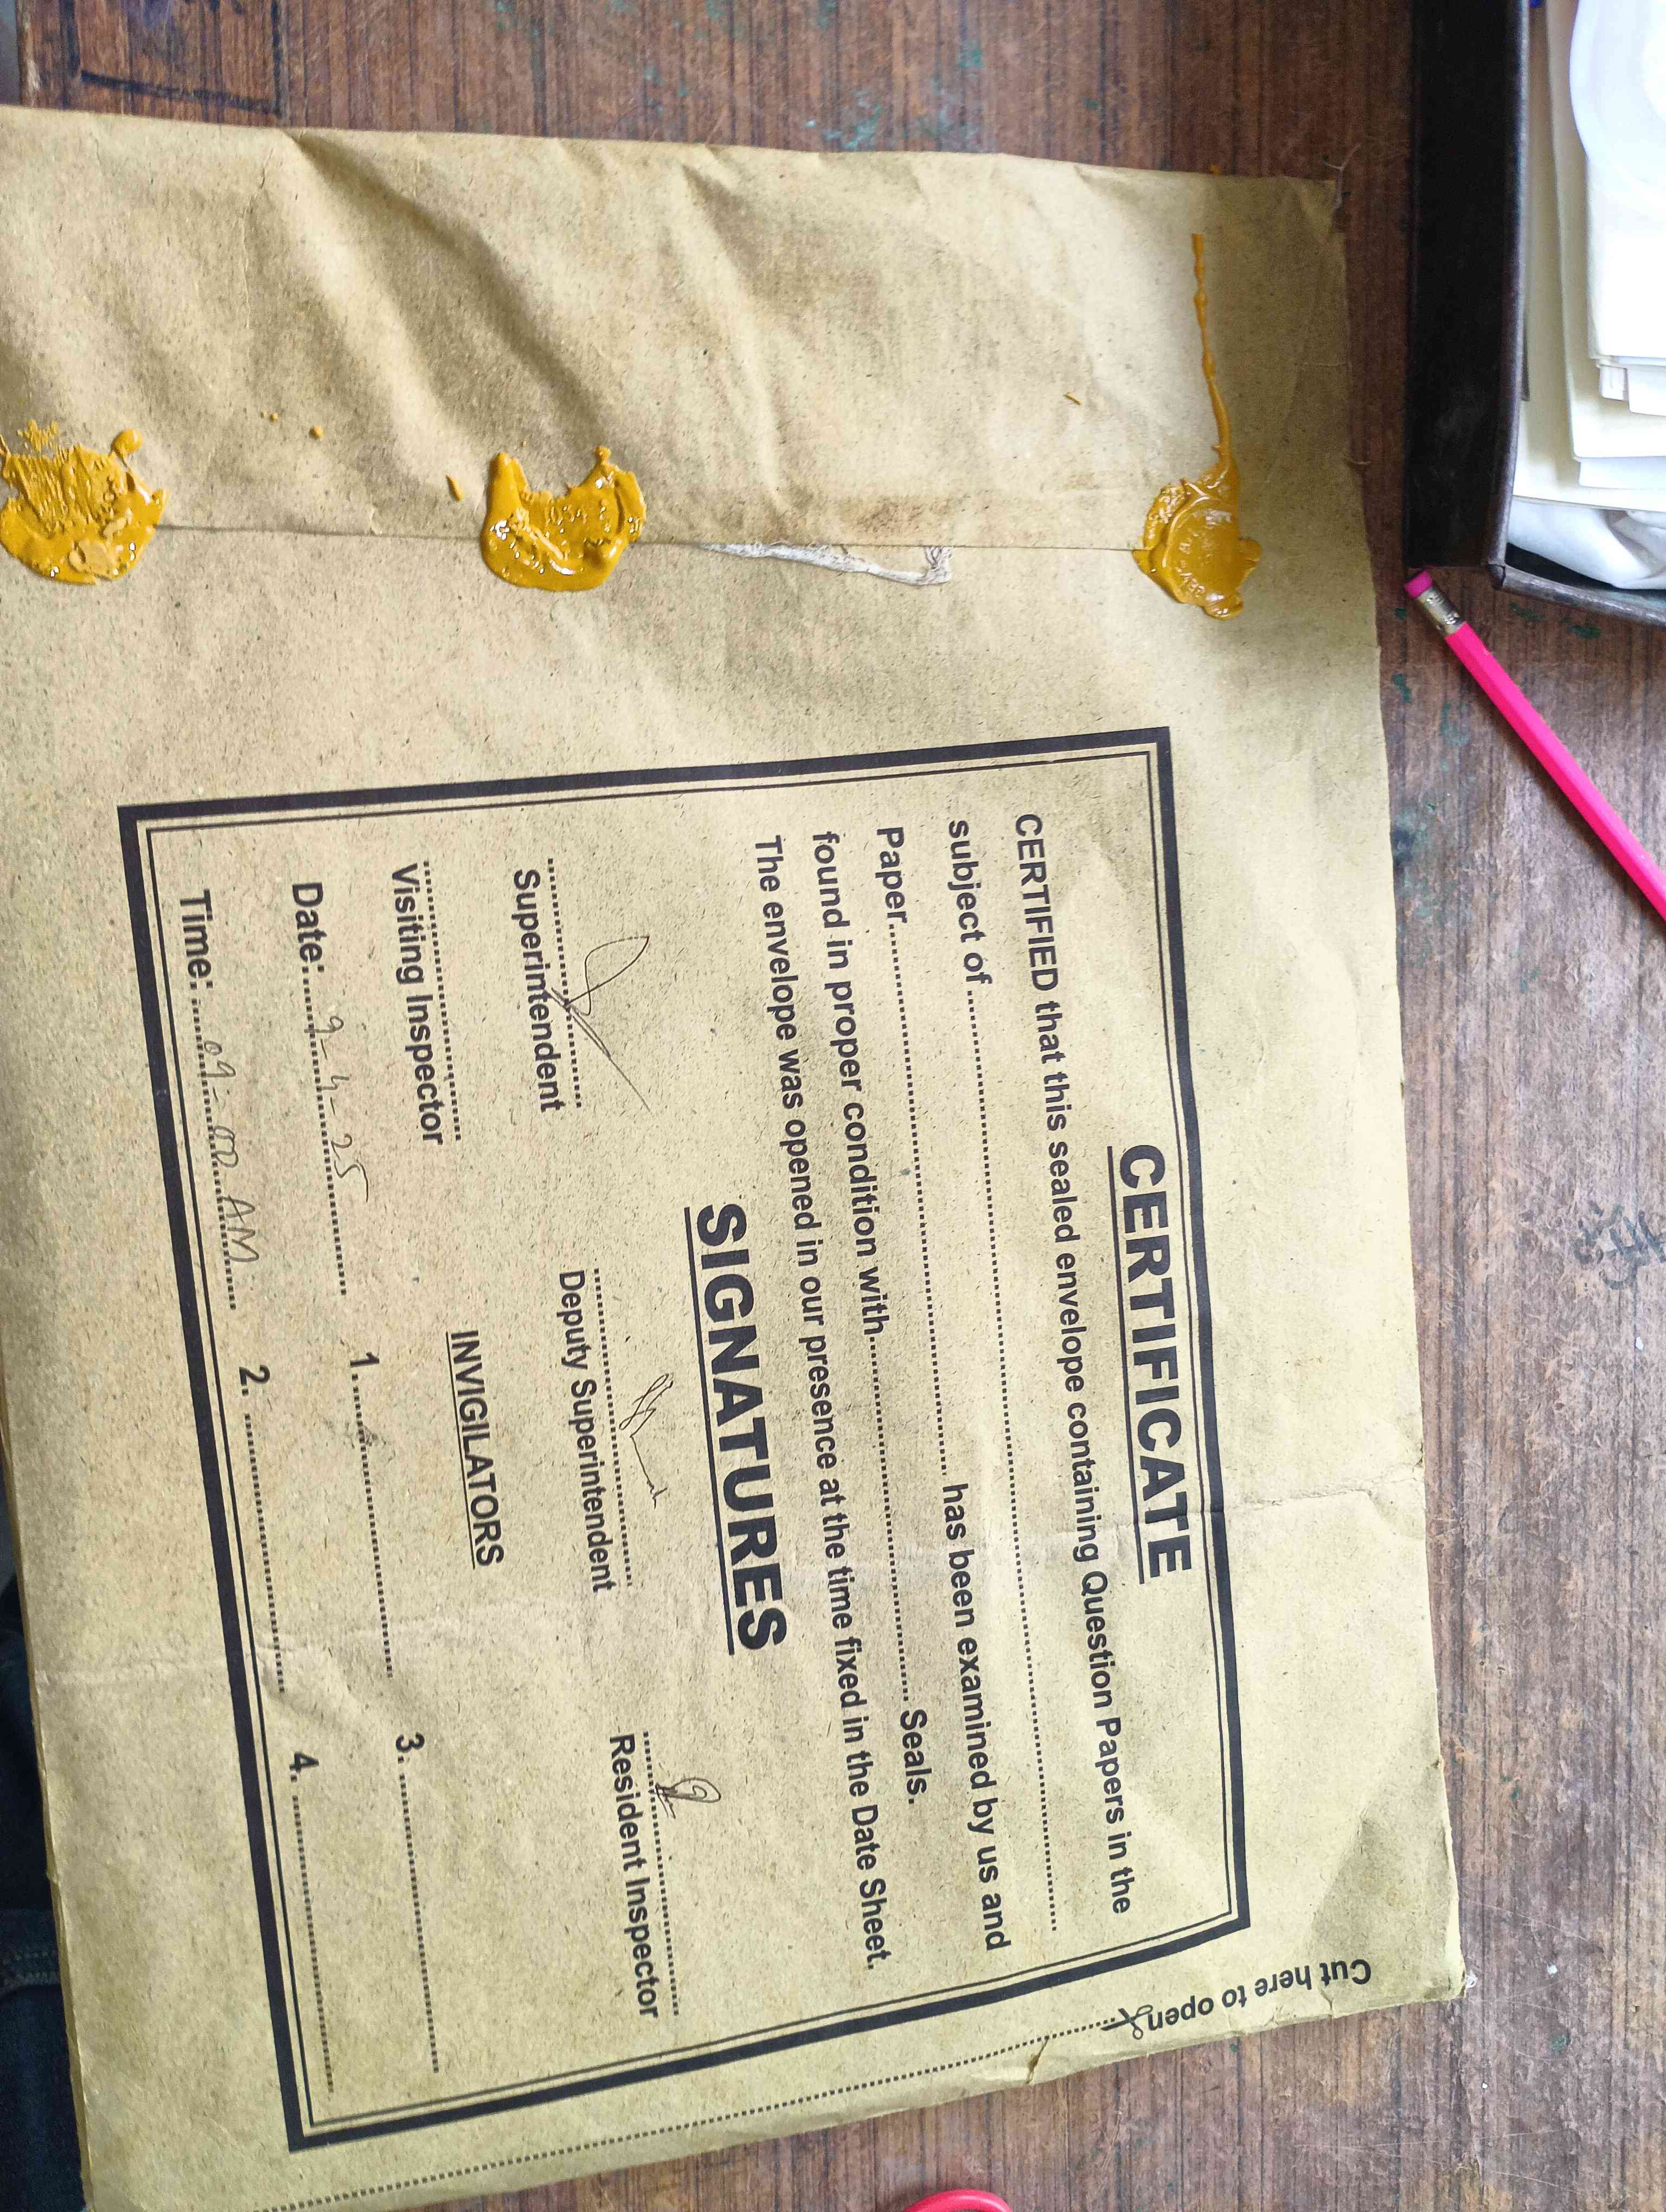 CERTIFICATE
CERTIFIED that this sealed envelope containing Question Papers in the
subject of ..........................................................................
Paper.......................................................... has been examined by us and
found in proper condition with....................................... Seals.
The envelope was opened in our presence at the time fixed in the Date Sheet.
SIGNATURES
Superintendent
Deputy Superintendent
Resident Inspector
Visiting Inspector
INVIGILATORS
Date: 9-4-25
1.
3.
Time: 09-00 AM
2.
4.
Cut here to open